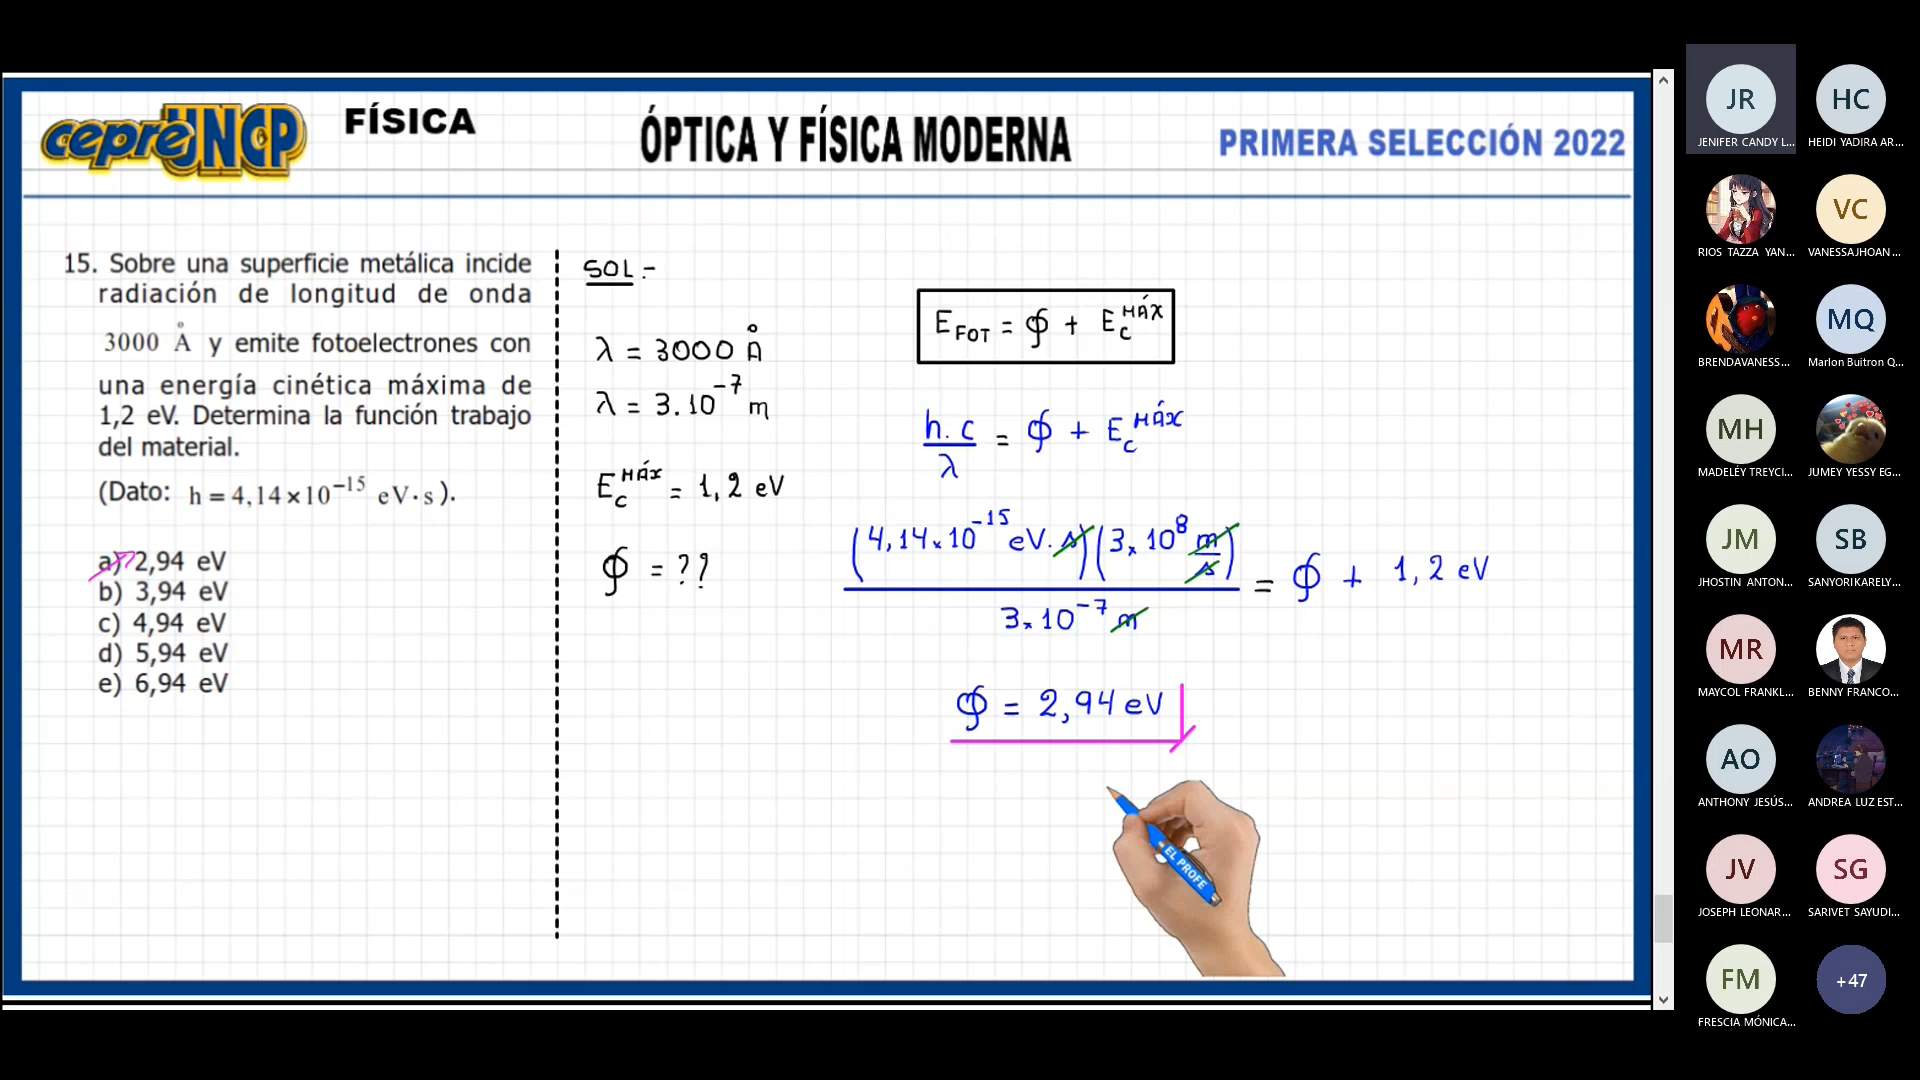 cepreUNCP
FÍSICA
ÓPTICA Y FÍSICA MODERNA
PRIMERA SELECCIÓN 2022
15. Sobre una superficie metálica incide
radiación de longitud de onda
3000 Å y emite fotoelectrones con
una energía cinética máxima de
1,2 eV. Determina la función trabajo
del material.
(Dato: h = 4,14×10⁻¹⁵ eV·s).
a) 2,94 eV
b) 3,94 eV
c) 4,94 eV
d) 5,94 eV
e) 6,94 eV
SOL.-
λ = 3000 Å
λ = 3.10⁻⁷ m
E_C^MÁX = 1,2 eV
ϕ = ??
E_FOT = ϕ + E_C^MÁX
h.c/λ = ϕ + E_C^MÁX
(4,14×10⁻¹⁵ eV.s)(3×10⁸ m/s)/3×10⁻⁷ m = ϕ + 1,2 eV
ϕ = 2,94 eV
EL PROFE
JR
JENIFER CANDY L...
HC
HEIDI YADIRA AR...
RIOS TAZZA YAN...
VC
VANESSAJHOAN...
BRENDAVANESS...
MQ
Marlon Buitron Q...
MH
MADELÉY TREYCI...
JUMEY YESSY EG...
JM
JHOSTIN ANTON...
SB
SANYORIKARELY...
MR
MAYCOL FRANKL...
BENNY FRANCO...
AO
ANTHONY JESÚS...
ANDREA LUZ EST...
JV
JOSEPH LEONAR...
SG
SARIVET SAYUDI...
FM
FRESCIA MÓNICA...
+47